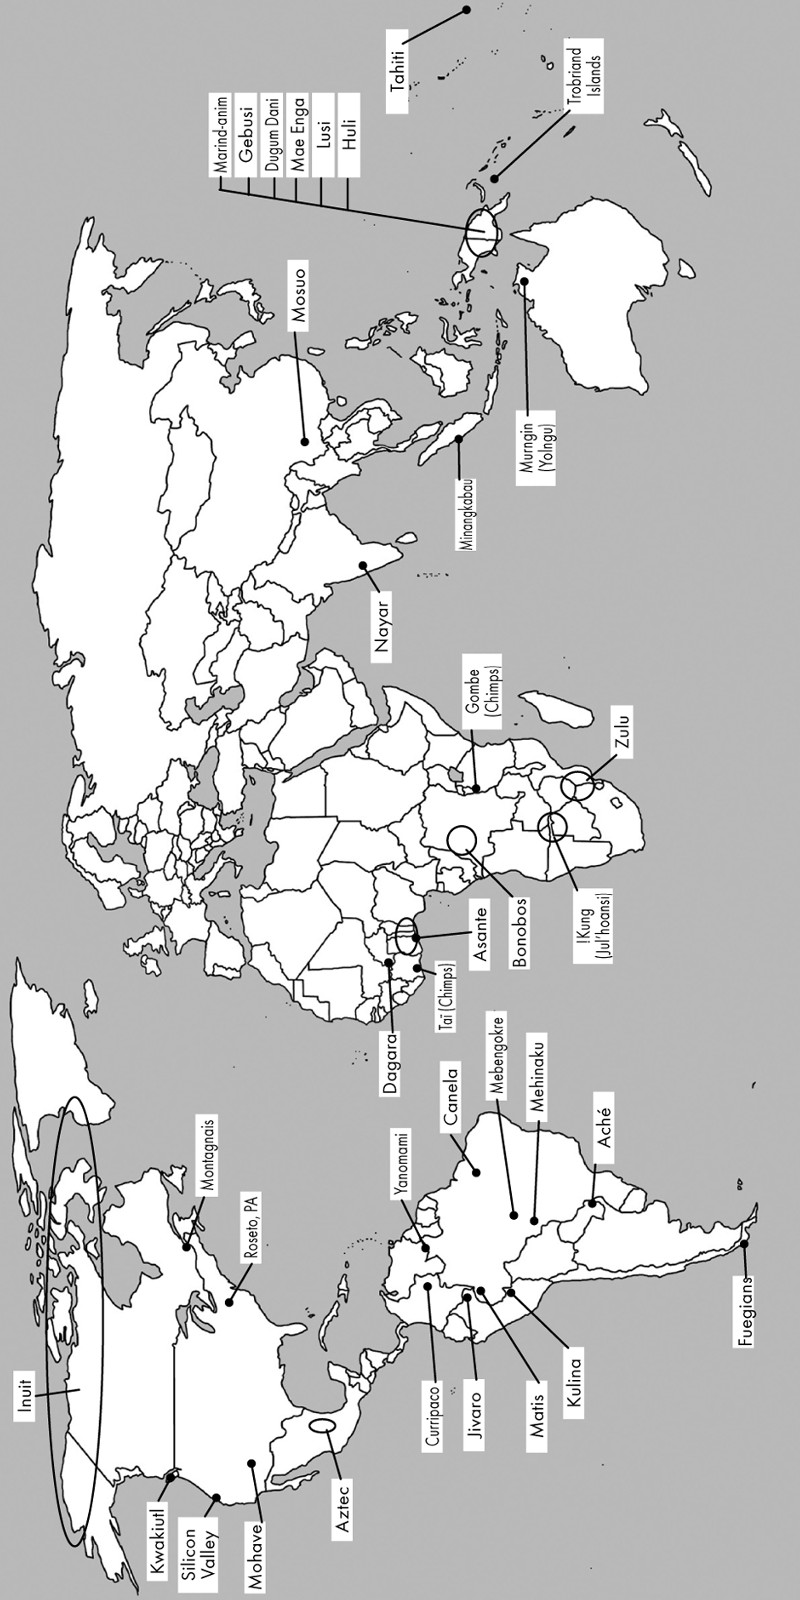 Inuit
Kwakiutl
Silicon
Valley
Mohave
Aztec
Montagnais
Roseto, PA
Yanomami
Canela
Mebengokre
Mehinaku
Aché
Curripaco
Jivaro
Matis
Kulina
Fuegians
Dagara
Taï (Chimps)
Asante
Bonobos
!Kung
(Jul'hoansi)
Gombe
(Chimps)
Zulu
Nayar
Mosuo
Minangkabau
Murngin
(Yolngu)
Marind-anim
Gebusi
Dugum Dani
Mae Enga
Lusi
Huli
Trobriand
Islands
Tahiti